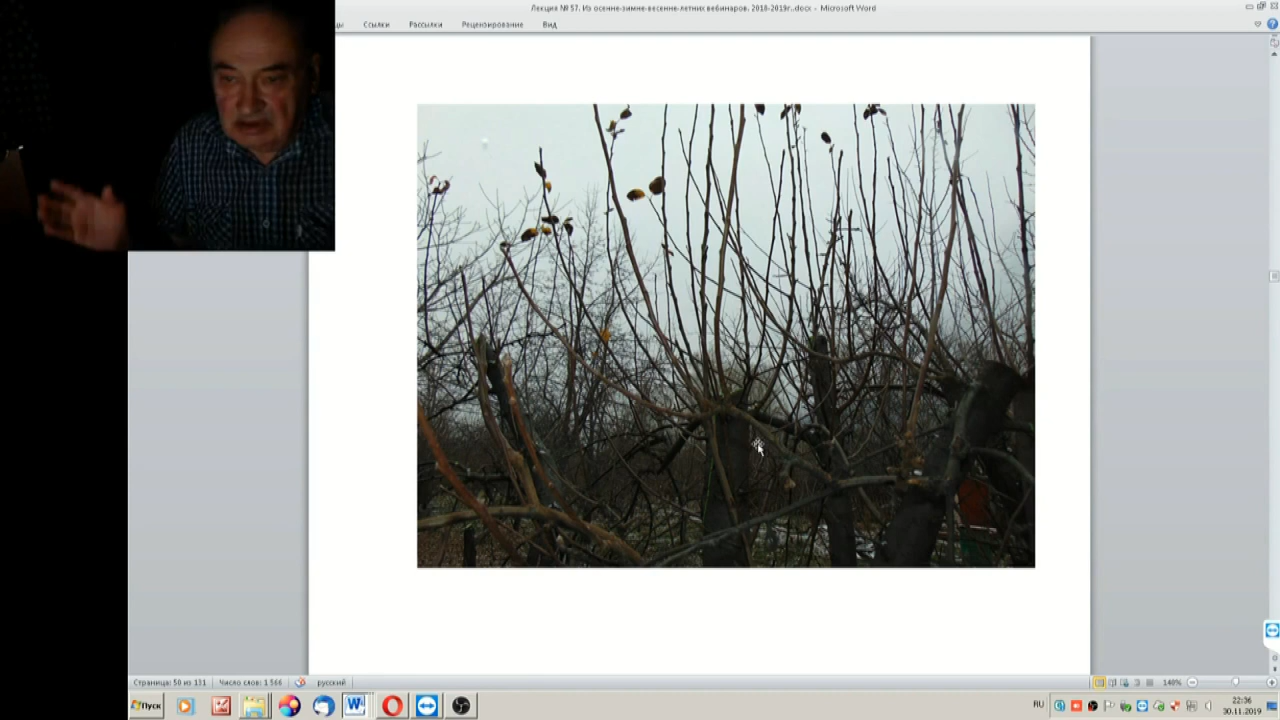 Лекция № 57. Из осенне-зимне-весенне-летних вебинаров. 2018-2019г..docx - Microsoft Word
Ссылки Рассылки Рецензирование Вид
Страница: 50 из 131 Число слов: 1 566 русский 140%
Пуск RU 22:36
30.11.2019